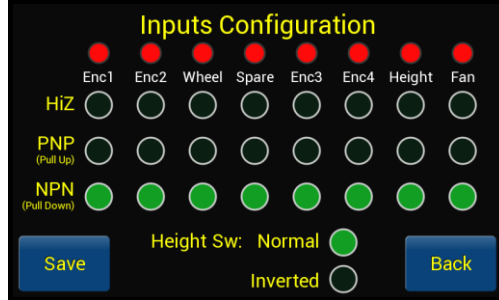 Inputs Configuration
Enc1 Enc2 Wheel Spare Enc3 Enc4 Height Fan
HiZ
PNP
(Pull Up)
NPN
(Pull Down)
Height Sw: Normal
Inverted
Save
Back